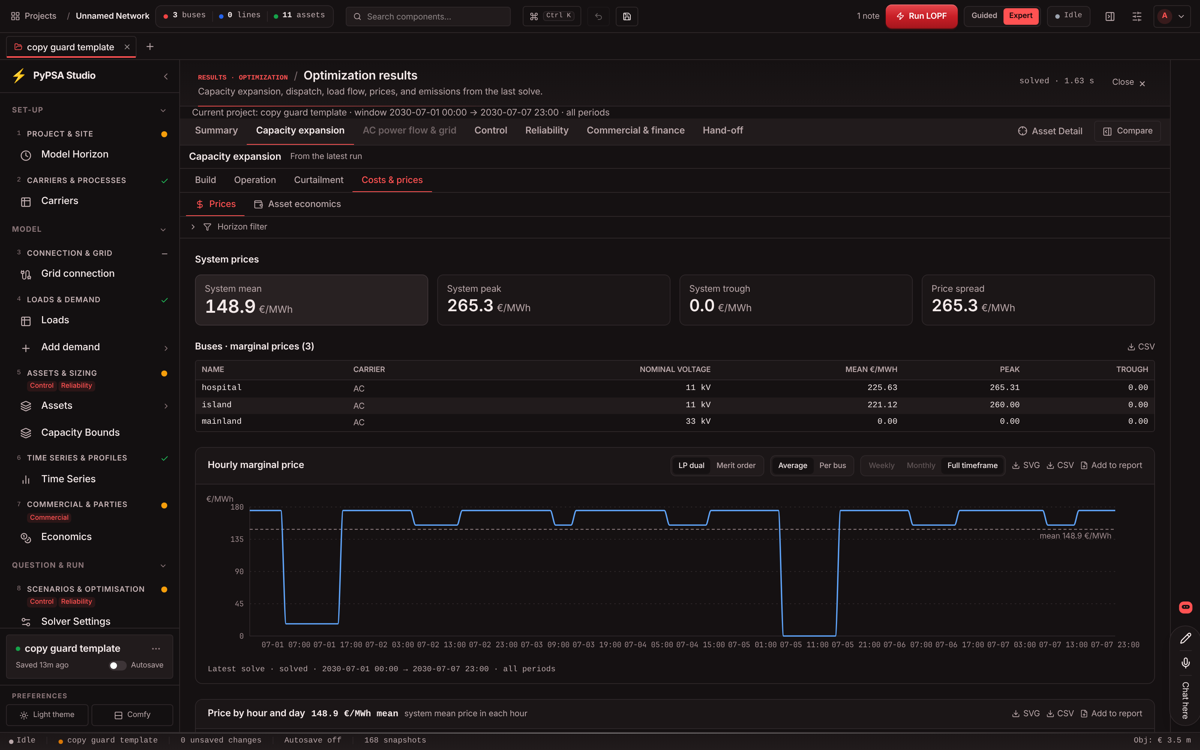 Projects / Unnamed Network 3 buses 0 lines 11 assets Search components... ⌘ Ctrl K 1 note Run LOPF Guided Expert Idle A
copy guard template × +
PyPSA Studio
RESULTS · OPTIMIZATION / Optimization results
Capacity expansion, dispatch, load flow, prices, and emissions from the last solve.
solved · 1.63 s Close ×
Current project: copy guard template · window 2030-07-01 00:00 → 2030-07-07 23:00 · all periods
Summary Capacity expansion AC power flow & grid Control Reliability Commercial & finance Hand-off Asset Detail Compare
Capacity expansion From the latest run
Build Operation Curtailment Costs & prices
$ Prices Asset economics
Horizon filter
SET-UP
1 PROJECT & SITE
Model Horizon
2 CARRIERS & PROCESSES
Carriers
MODEL
3 CONNECTION & GRID
Grid connection
4 LOADS & DEMAND
Loads
+ Add demand
5 ASSETS & SIZING
Control Reliability
Assets
Capacity Bounds
6 TIME SERIES & PROFILES
Time Series
7 COMMERCIAL & PARTIES
Commercial
Economics
QUESTION & RUN
8 SCENARIOS & OPTIMISATION
Control Reliability
Solver Settings
copy guard template ...
Saved 13m ago Autosave
PREFERENCES
Light theme Comfy
System prices
System mean
148.9 €/MWh
System peak
265.3 €/MWh
System trough
0.0 €/MWh
Price spread
265.3 €/MWh
Buses · marginal prices (3) CSV
NAME CARRIER NOMINAL VOLTAGE MEAN €/MWH PEAK TROUGH
hospital AC 11 kV 225.63 265.31 0.00
island AC 11 kV 221.12 260.00 0.00
mainland AC 33 kV 0.00 0.00 0.00
Hourly marginal price LP dual Merit order Average Per bus Weekly Monthly Full timeframe SVG CSV Add to report
€/MWh
180
135
90
45
0
mean 148.9 €/MWh
07-01 07:00 07-01 17:00 07-02 03:00 07-02 13:00 07-02 23:00 07-03 09:00 07-03 19:00 07-04 05:00 07-04 15:00 07-05 01:00 07-05 11:00 07-05 21:00 07-06 07:00 07-06 17:00 07-07 03:00 07-07 13:00 07-07 23:00
Latest solve · solved · 2030-07-01 00:00 → 2030-07-07 23:00 · all periods
Price by hour and day 148.9 €/MWh mean system mean price in each hour SVG CSV Add to report
Chat here
Idle copy guard template 0 unsaved changes Autosave off 168 snapshots Obj: € 3.5 m